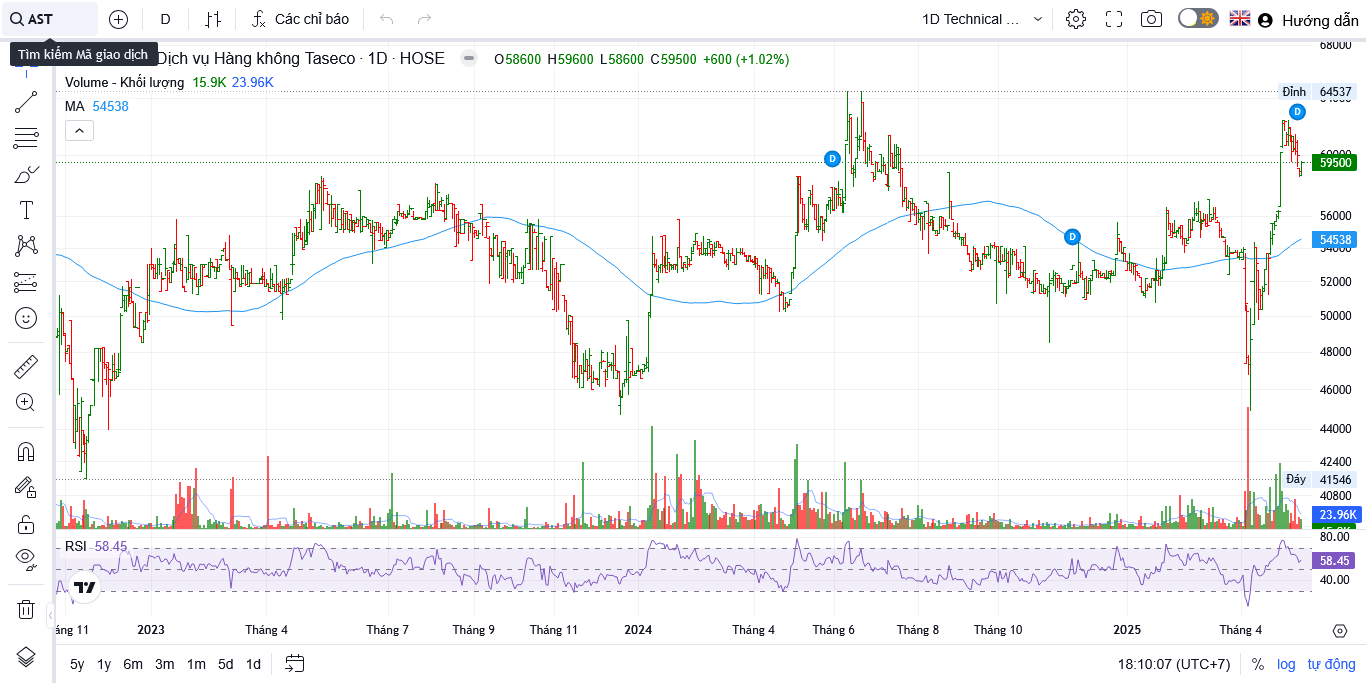 AST
D
Các chỉ báo
1D Technical ...
Hướng dẫn
Tìm kiếm Mã giao dịch
Dịch vụ Hàng không Taseco · 1D · HOSE
O58600 H59600 L58600 C59500 +600 (+1.02%)
Volume - Khối lượng 15.9K 23.96K
MA 54538
68000
Đỉnh 64537
64000
D
60000
D
59500
56000
D
54538
54000
52000
50000
48000
46000
44000
42400
Đáy 41546
40800
23.96K
RSI 58.45
80.00
58.45
40.00
áng 11
2023
Tháng 4
Tháng 7
Tháng 9
Tháng 11
2024
Tháng 4
Tháng 6
Tháng 8
Tháng 10
2025
Tháng 4
5y 1y 6m 3m 1m 5d 1d
18:10:07 (UTC+7)
%
log
tự động